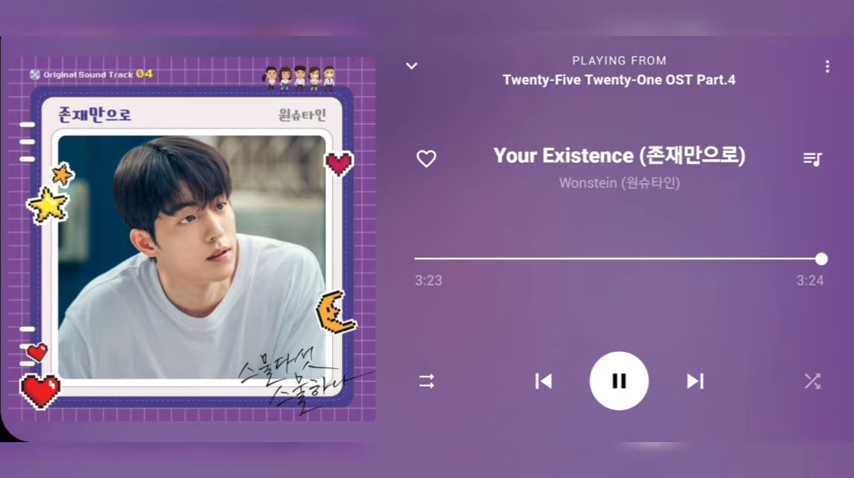 Original Sound Track 04
존재만으로
원슈타인
스물다섯
스물하나
PLAYING FROM
Twenty-Five Twenty-One OST Part.4
Your Existence (존재만으로)
Wonstein (원슈타인)
3:23
3:24